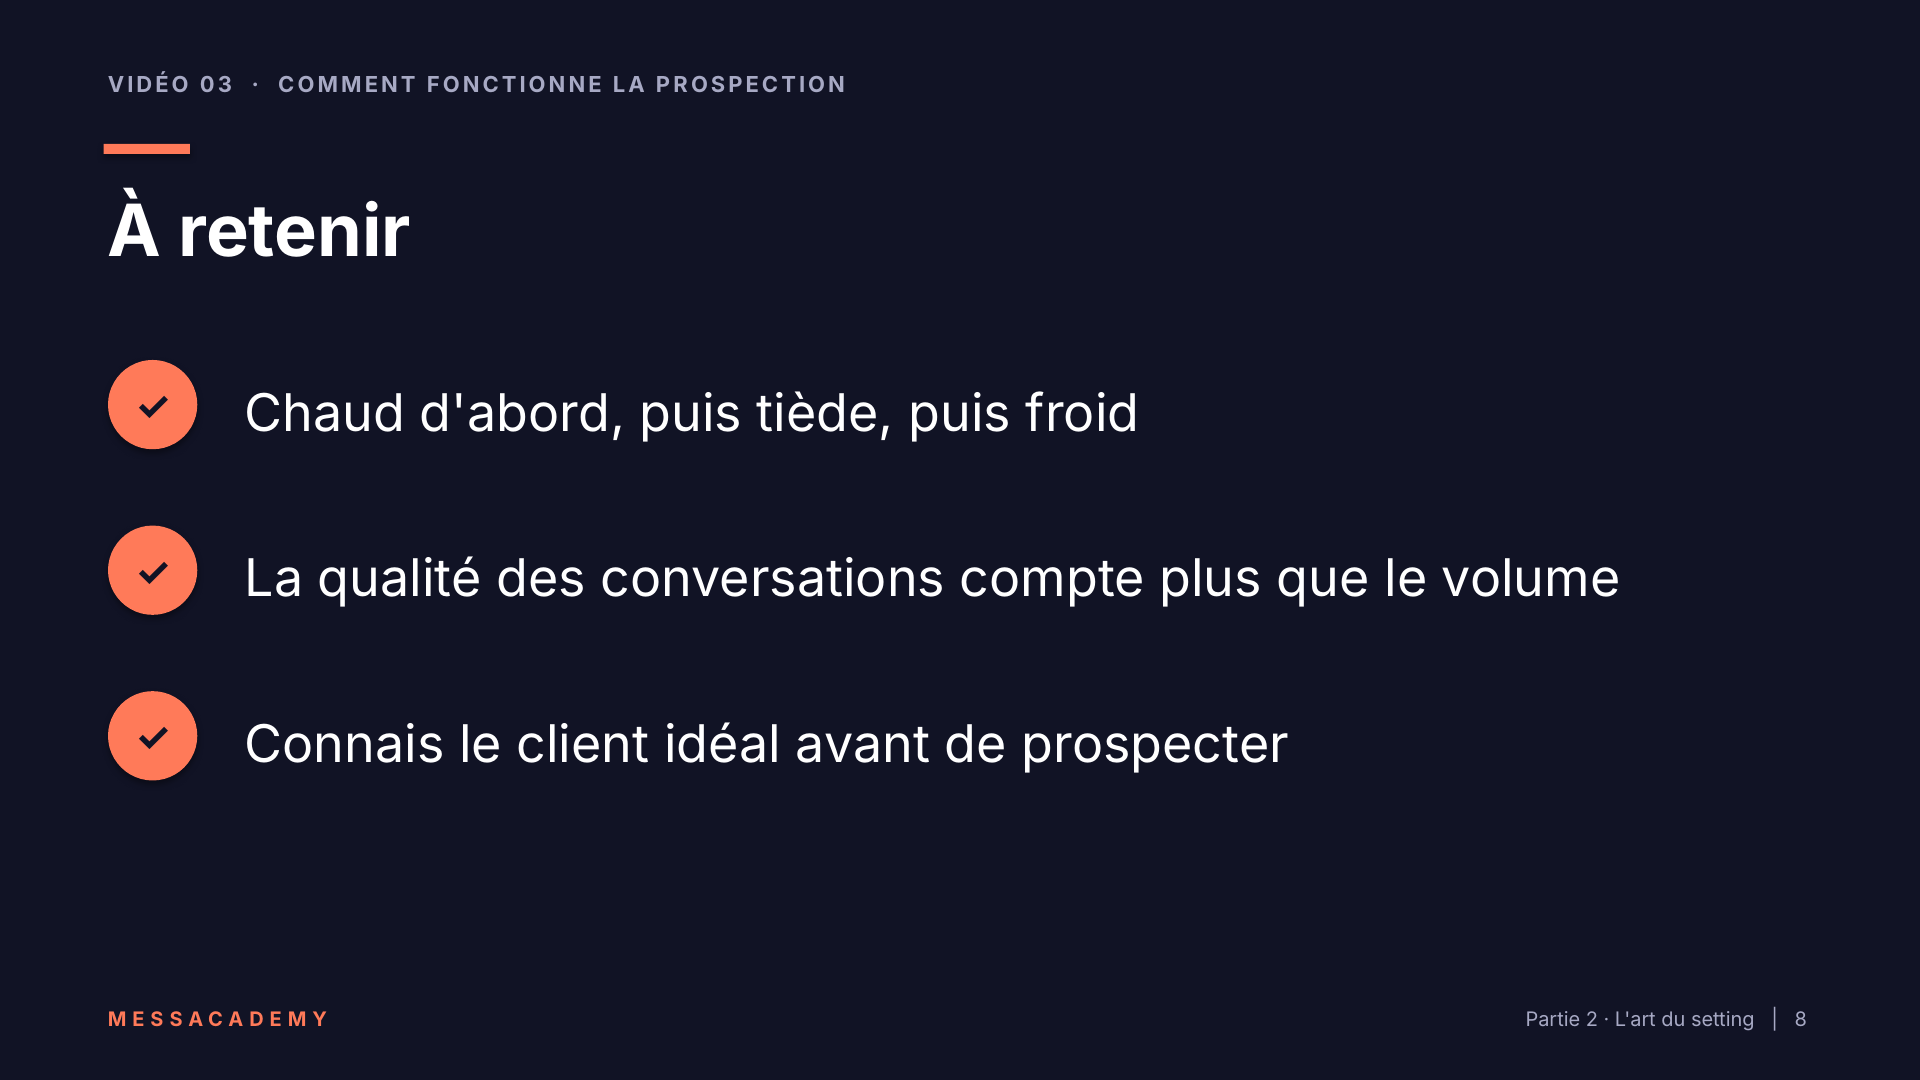 VIDÉO 03 · COMMENT FONCTIONNE LA PROSPECTION
À retenir
Chaud d'abord, puis tiède, puis froid
La qualité des conversations compte plus que le volume
Connais le client idéal avant de prospecter
MESSACADEMY
Partie 2 · L'art du setting | 8